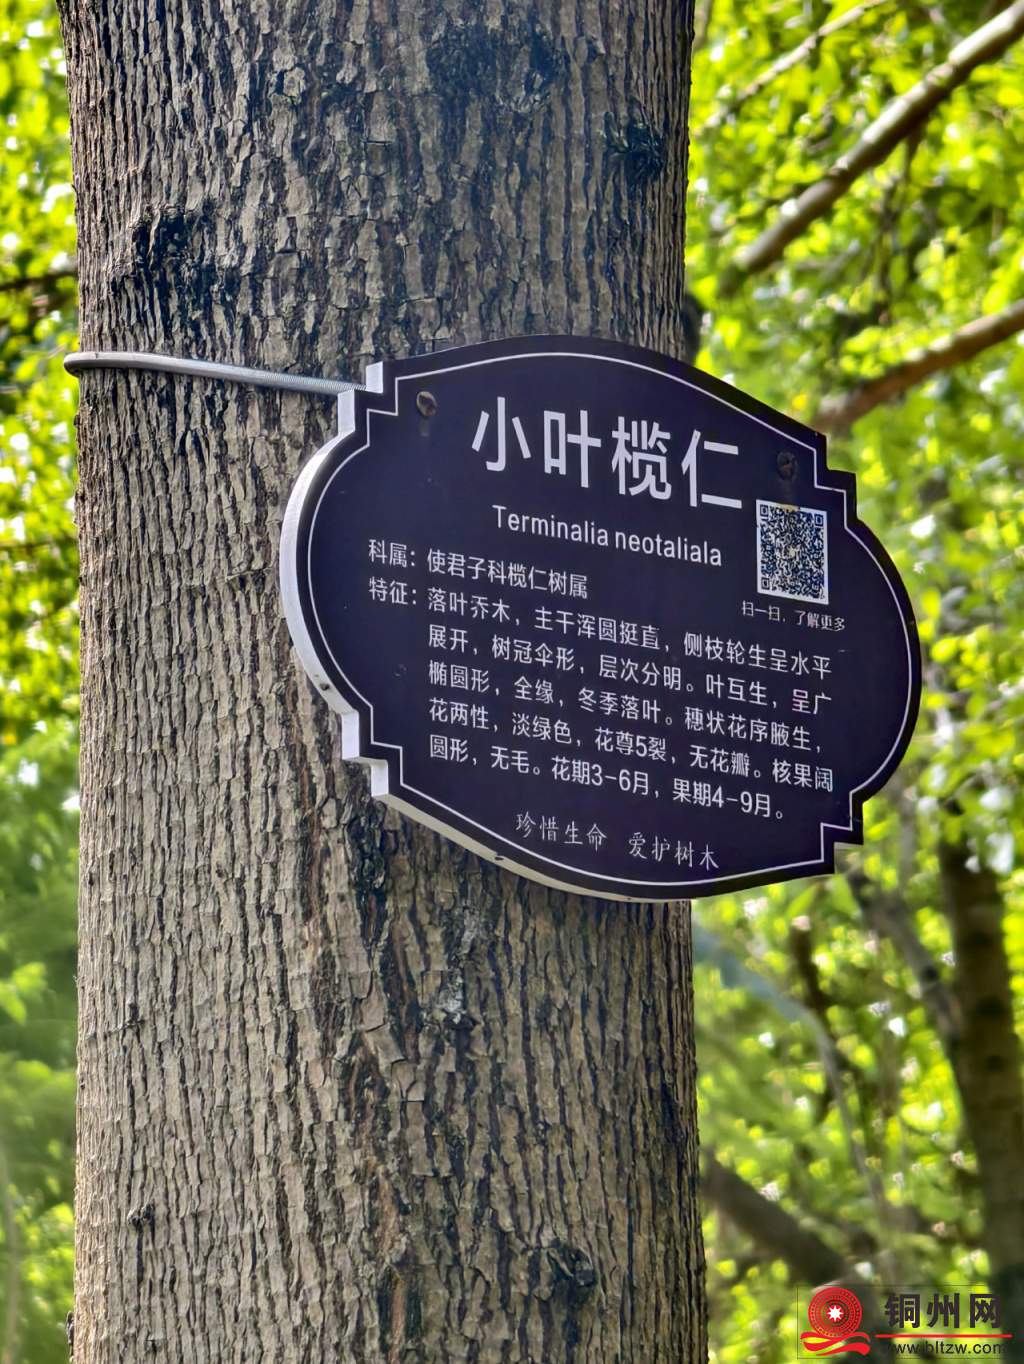 小叶榄仁
Terminalia neotaliala
科属：使君子科榄仁树属
特征：落叶乔木，主干浑圆挺直，侧枝轮生呈水平
展开，树冠伞形，层次分明。叶互生，呈广
椭圆形，全缘，冬季落叶。穗状花序腋生，
花两性，淡绿色，花尊5裂，无花瓣。核果阔
圆形，无毛。花期3-6月，果期4-9月。
扫一扫，了解更多
珍惜生命 爱护树木
铜州网
www.bltzw.com